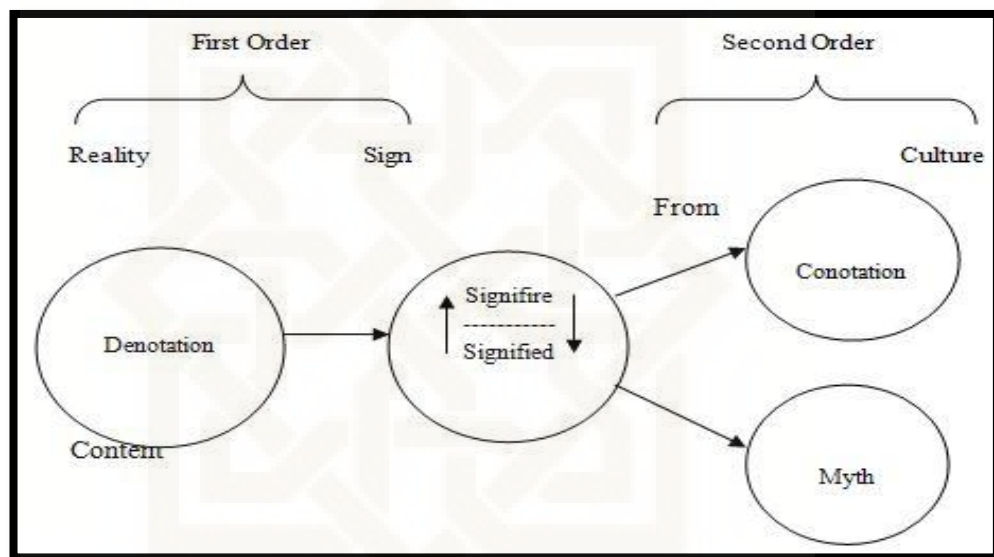 First Order
Second Order
Reality
Sign
Culture
From
Conotation
Signifire
----------
Signified
Denotation
Content
Myth